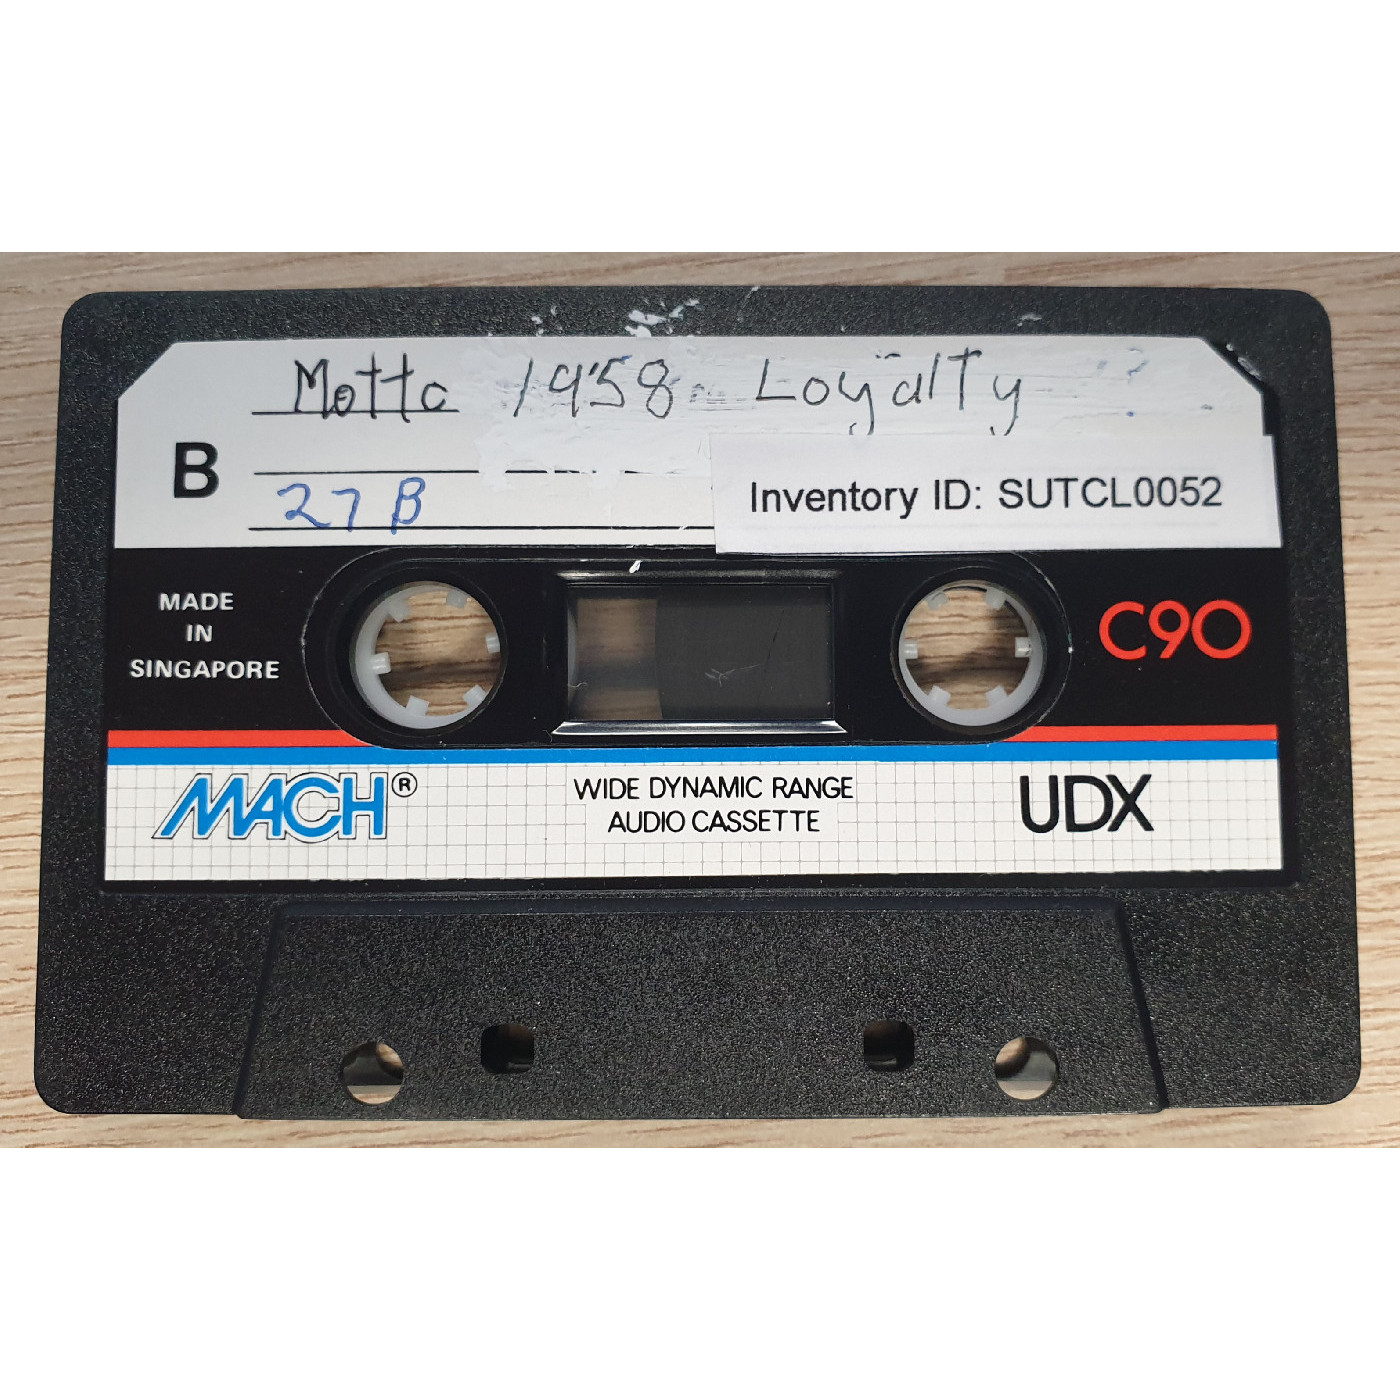 Motto 1958 Loyalty ?
B
27 B
Inventory ID: SUTCL0052
MADE
IN
SINGAPORE
C90
MACH®
WIDE DYNAMIC RANGE
AUDIO CASSETTE
UDX